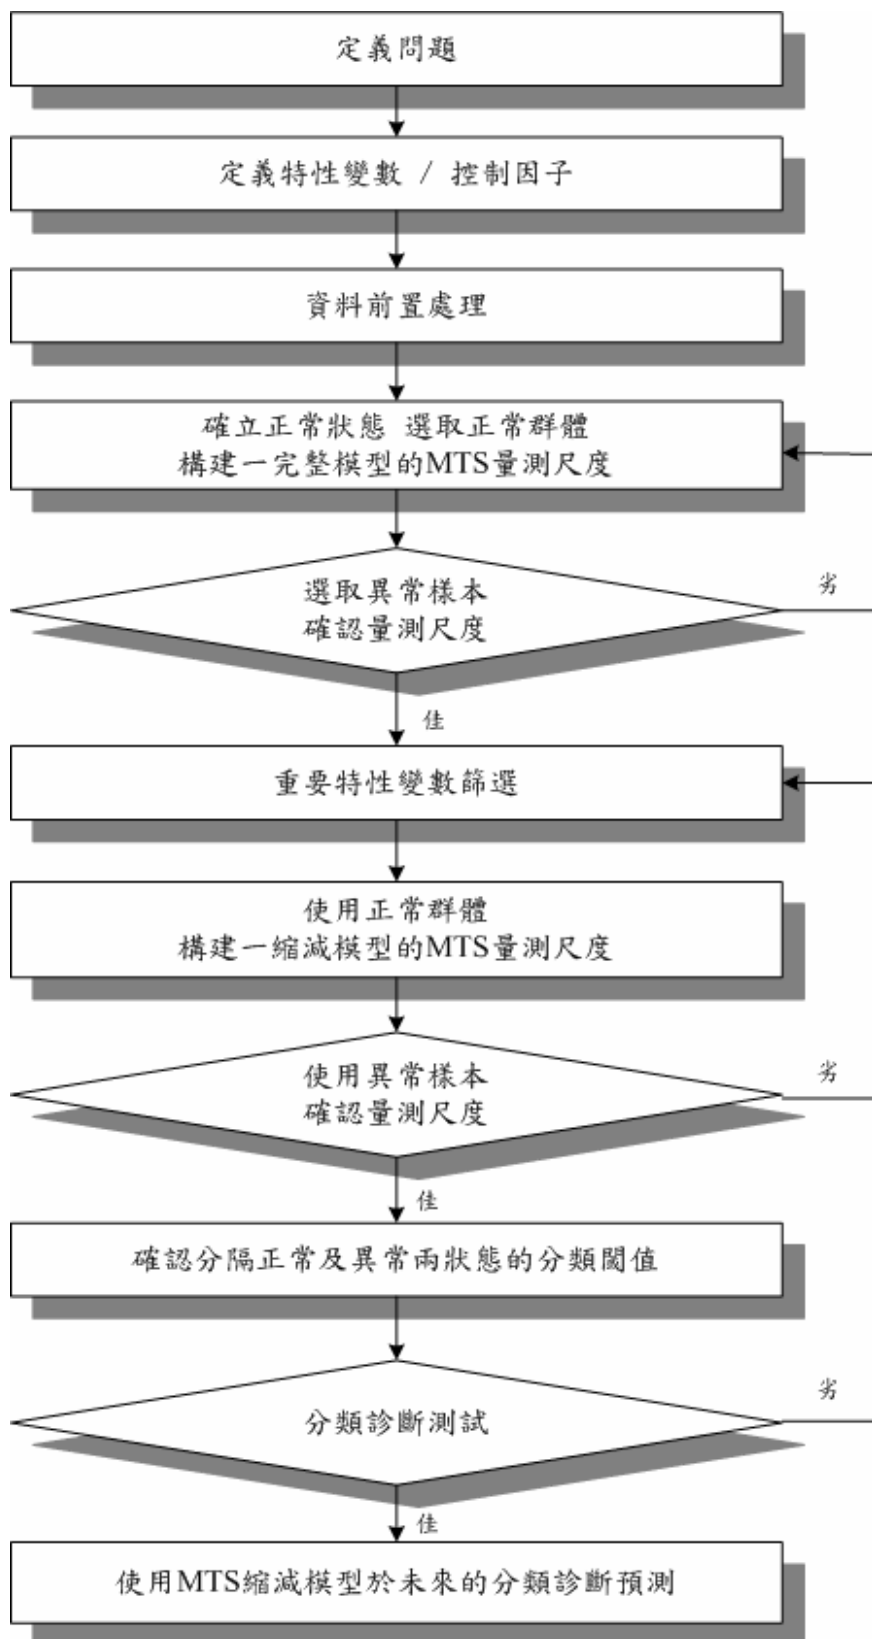 定義問題
定義特性變數 / 控制因子
資料前置處理
確立正常狀態 選取正常群體
構建一完整模型的MTS量測尺度
選取異常樣本
確認量測尺度
劣
佳
重要特性變數篩選
使用正常群體
構建一縮減模型的MTS量測尺度
使用異常樣本
確認量測尺度
劣
佳
確認分隔正常及異常兩狀態的分類閾值
分類診斷測試
劣
佳
使用MTS縮減模型於未來的分類診斷預測